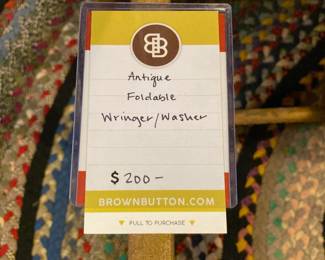 BB
Antique
Foldable
Wringer/Washer
$ 200-
BROWNBUTTON.COM
PULL TO PURCHASE